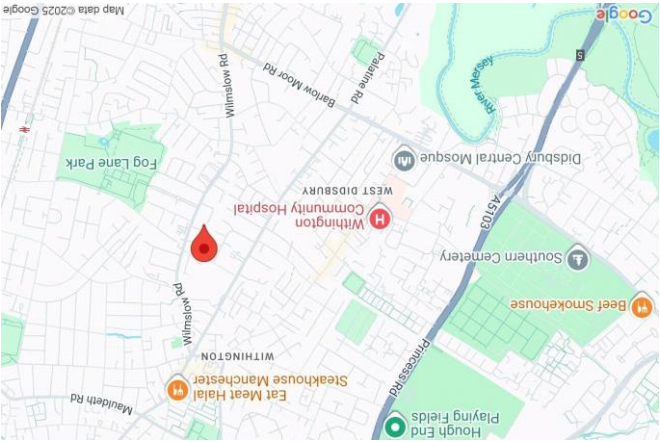 Hough End
Playing Fields
Mauldeth Rd
Eat Meat Halal
Steakhouse Manchester
WITHINGTON
Princess Rd
Beef Smokehouse
Wilmslow Rd
Southern Cemetery
Withington
Community Hospital
A5103
WEST DIDSBURY
Fog Lane Park
Didsbury Central Mosque
River Mersey
Barlow Moor Rd
Palatine Rd
Wilmslow Rd
5
Google
Map data ©2025 Google